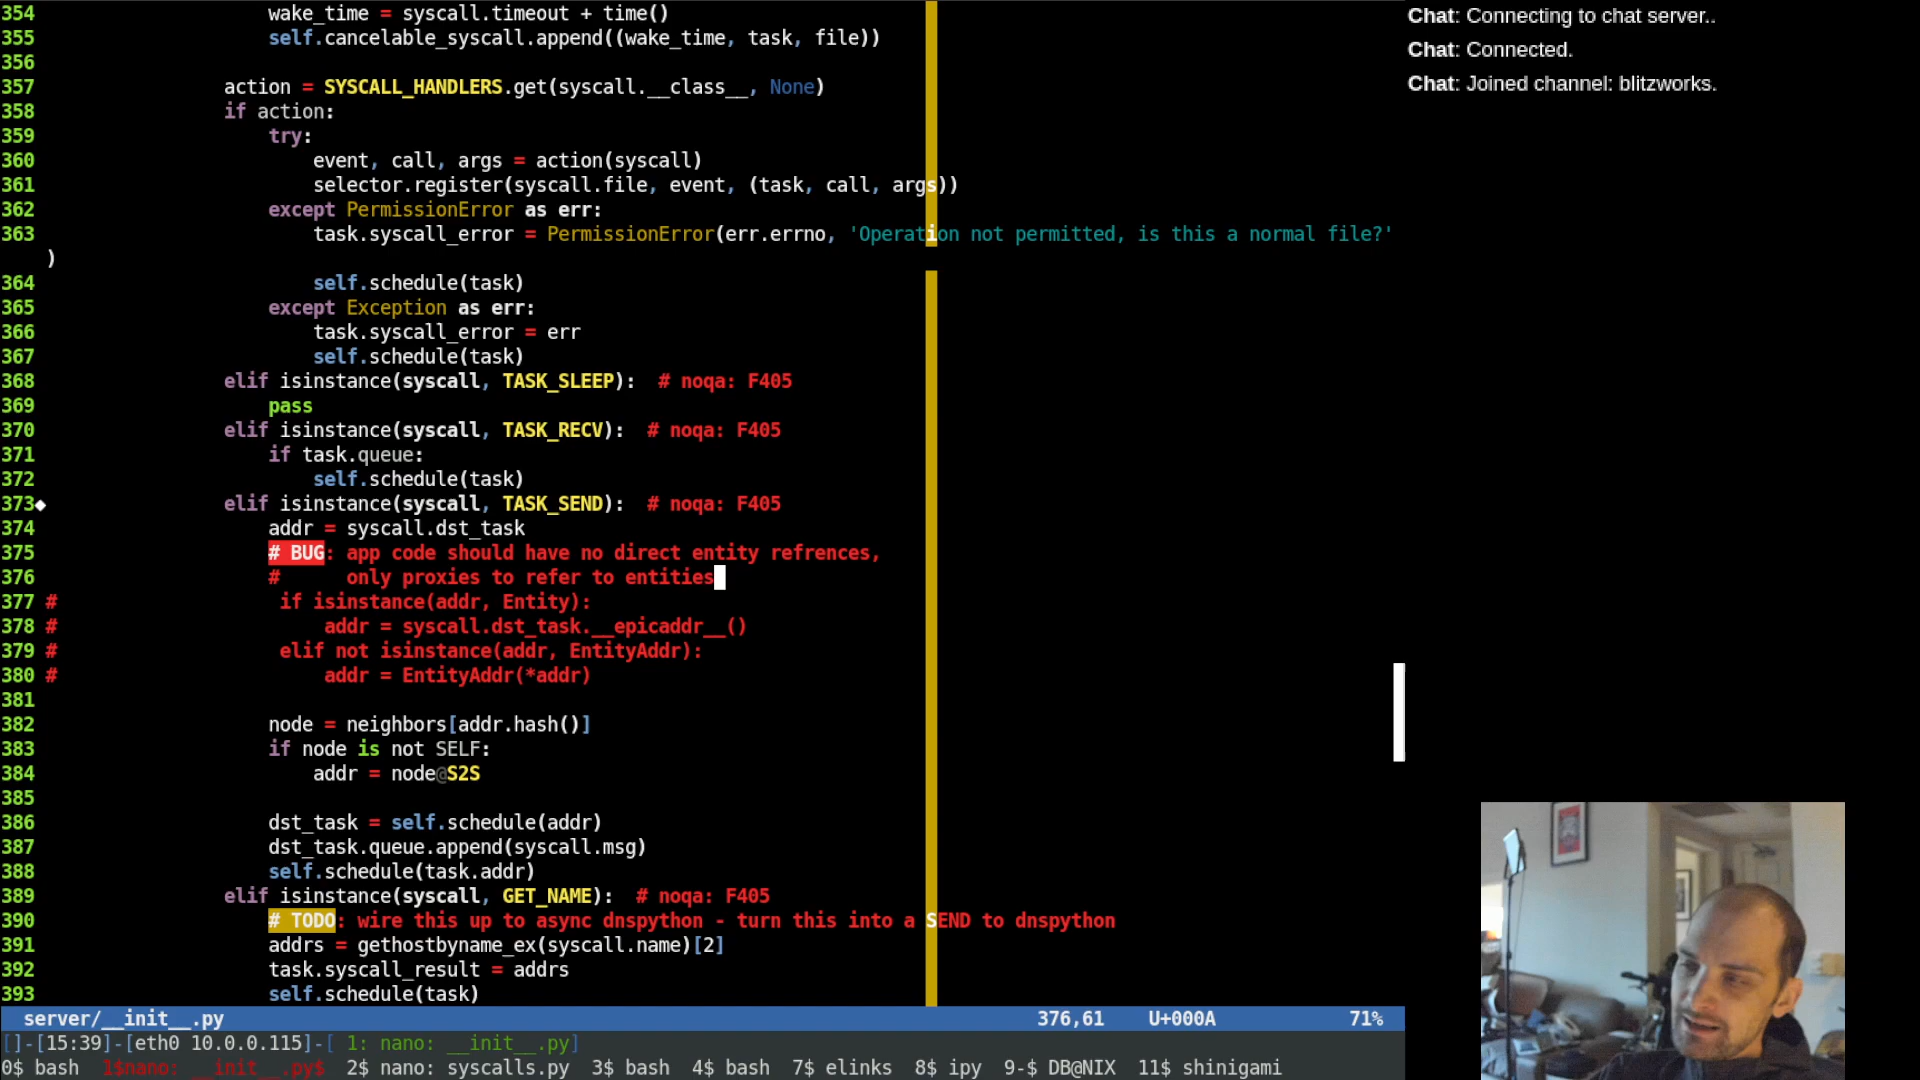 354                     wake_time = syscall.timeout + time()
355                     self.cancelable_syscall.append((wake_time, task, file))
356
357                 action = SYSCALL_HANDLERS.get(syscall.__class__, None)
358                 if action:
359                     try:
360                         event, call, args = action(syscall)
361                         selector.register(syscall.file, event, (task, call, args))
362                     except PermissionError as err:
363                         task.syscall_error = PermissionError(err.errno, 'Operation not permitted, is this a normal file?'
)
364                         self.schedule(task)
365                     except Exception as err:
366                         task.syscall_error = err
367                         self.schedule(task)
368                 elif isinstance(syscall, TASK_SLEEP):  # noqa: F405
369                     pass
370                 elif isinstance(syscall, TASK_RECV):  # noqa: F405
371                     if task.queue:
372                         self.schedule(task)
373◆                elif isinstance(syscall, TASK_SEND):  # noqa: F405
374                     addr = syscall.dst_task
375                     # BUG: app code should have no direct entity refrences,
376                     #      only proxies to refer to entities
377 #                    if isinstance(addr, Entity):
378 #                        addr = syscall.dst_task.__epicaddr__()
379 #                    elif not isinstance(addr, EntityAddr):
380 #                        addr = EntityAddr(*addr)
381
382                     node = neighbors[addr.hash()]
383                     if node is not SELF:
384                         addr = node@S2S
385
386                     dst_task = self.schedule(addr)
387                     dst_task.queue.append(syscall.msg)
388                     self.schedule(task.addr)
389                 elif isinstance(syscall, GET_NAME):  # noqa: F405
390                     # TODO: wire this up to async dnspython - turn this into a SEND to dnspython
391                     addrs = gethostbyname_ex(syscall.name)[2]
392                     task.syscall_result = addrs
393                     self.schedule(task)
server/__init__.py 376,61 U+000A 71%
[]-[15:39]-[eth0 10.0.0.115]-[ 1: nano: __init__.py]
0$ bash  1$nano: __init__.py$  2$ nano: syscalls.py  3$ bash  4$ bash  7$ elinks  8$ ipy  9-$ DB@NIX  11$ shinigami
Chat: Connecting to chat server..
Chat: Connected.
Chat: Joined channel: blitzworks.